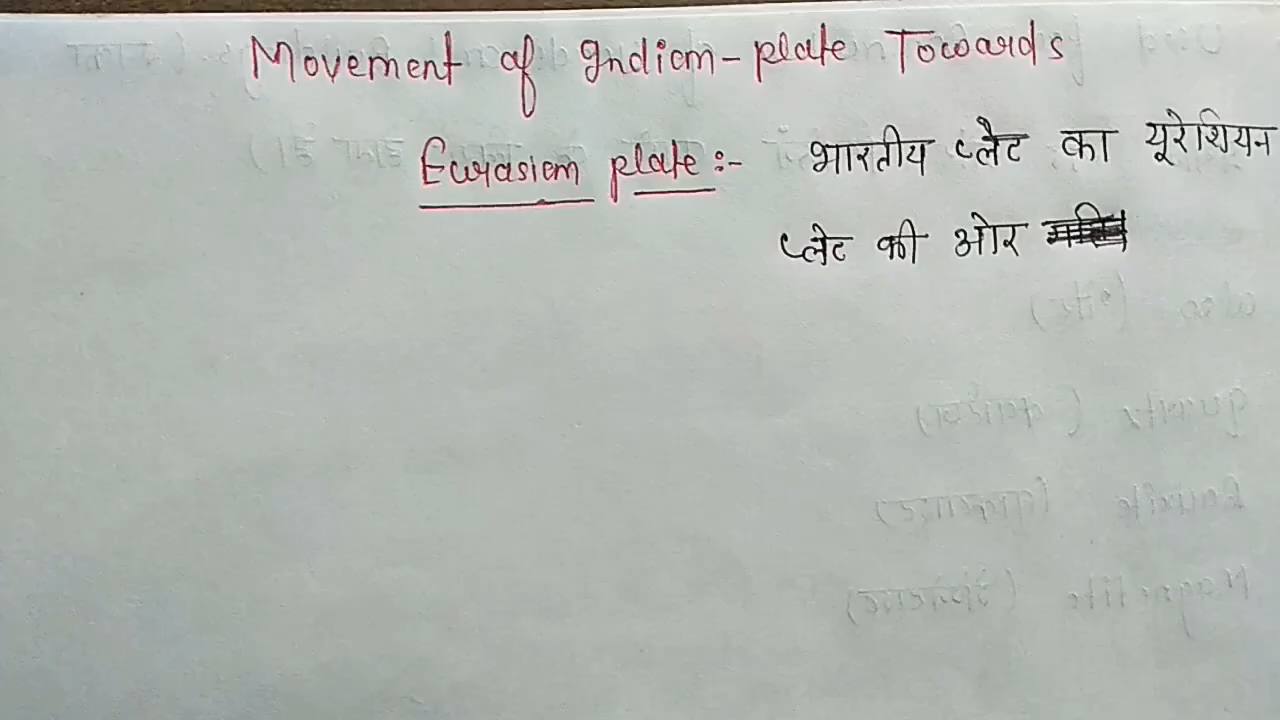 Movement of Indian-plate Towards
Eurasian plate :- भारतीय प्लैट का यूरेशियन
प्लेट की ओर